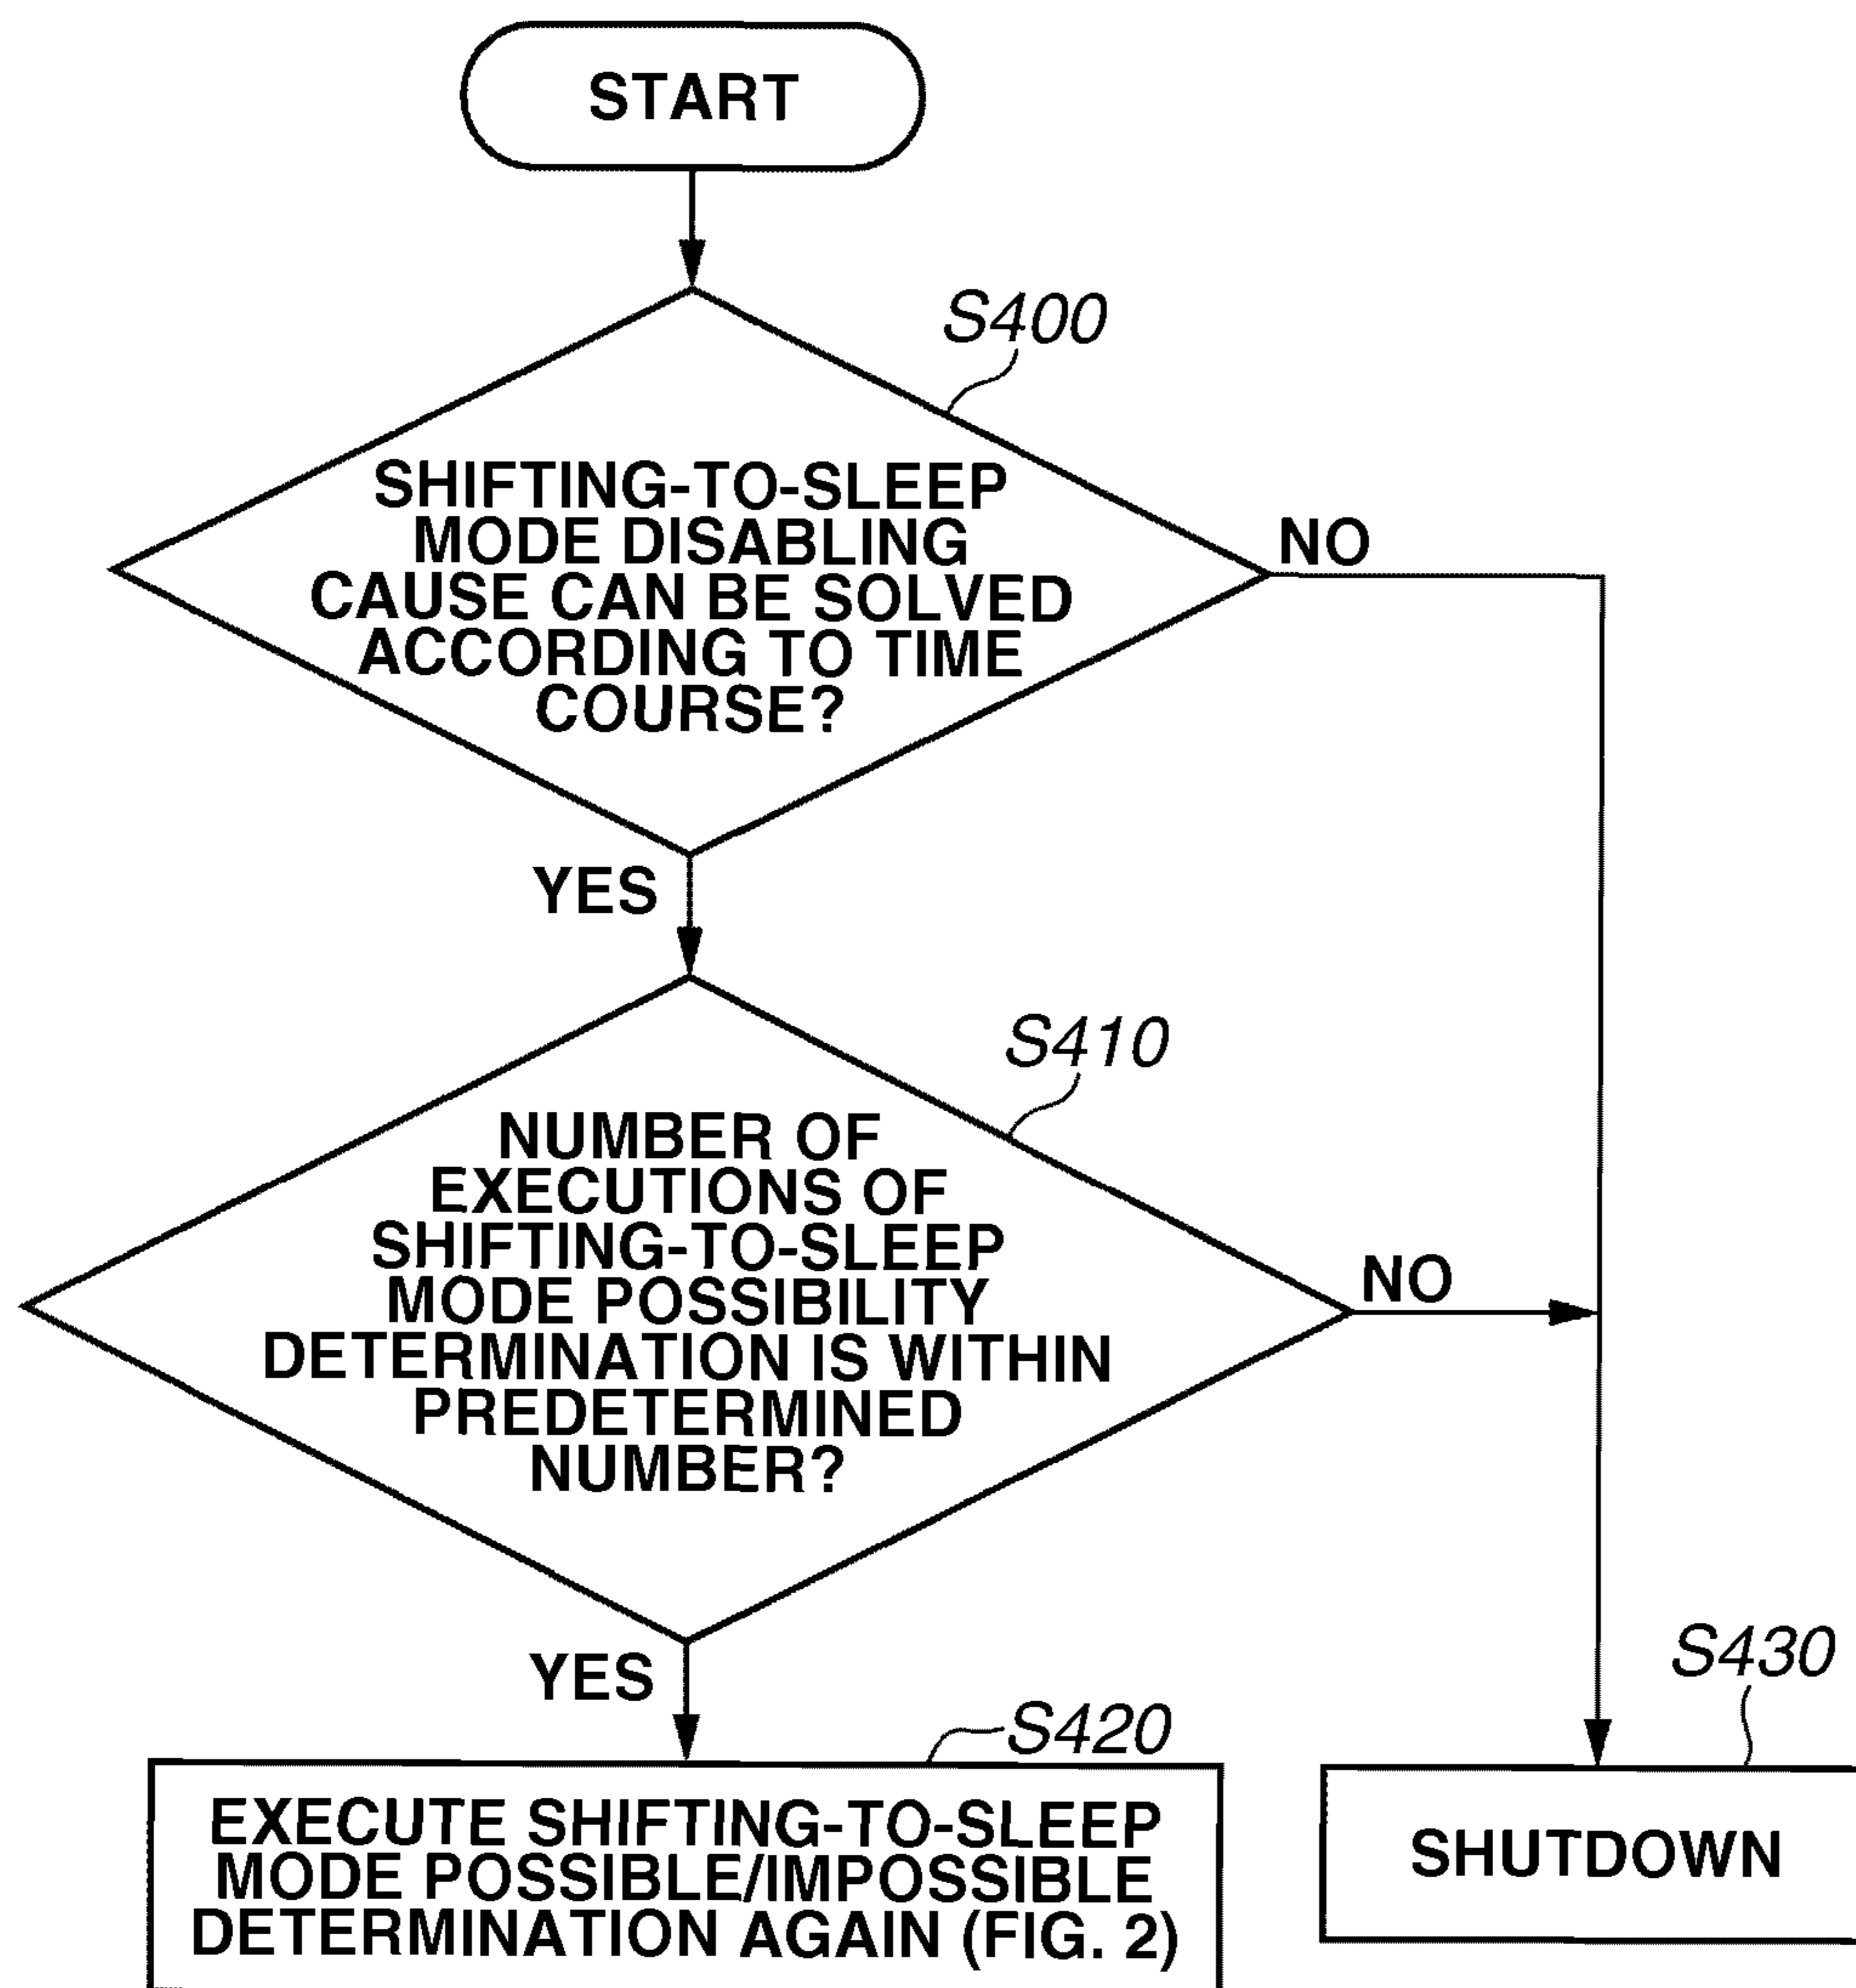 START
S400
SHIFTING-TO-SLEEP
MODE DISABLING
CAUSE CAN BE SOLVED
ACCORDING TO TIME
COURSE?
NO
YES
S410
NUMBER OF
EXECUTIONS OF
SHIFTING-TO-SLEEP
MODE POSSIBILITY
DETERMINATION IS WITHIN
PREDETERMINED
NUMBER?
NO
YES
S420
EXECUTE SHIFTING-TO-SLEEP
MODE POSSIBLE/IMPOSSIBLE
DETERMINATION AGAIN (FIG. 2)
S430
SHUTDOWN